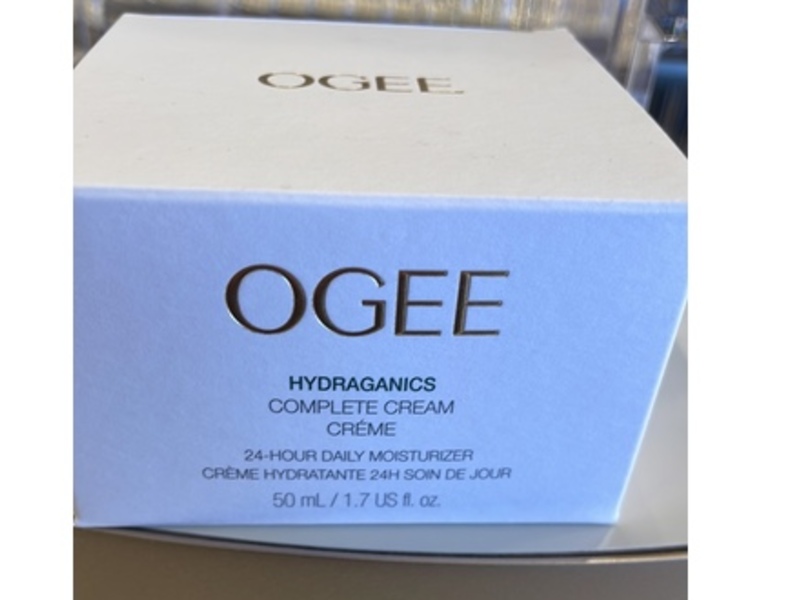 OGEE
OGEE
HYDRAGANICS
COMPLETE CREAM
CRÉME
24-HOUR DAILY MOISTURIZER
CRÈME HYDRATANTE 24H SOIN DE JOUR
50 mL / 1.7 US fl. oz.